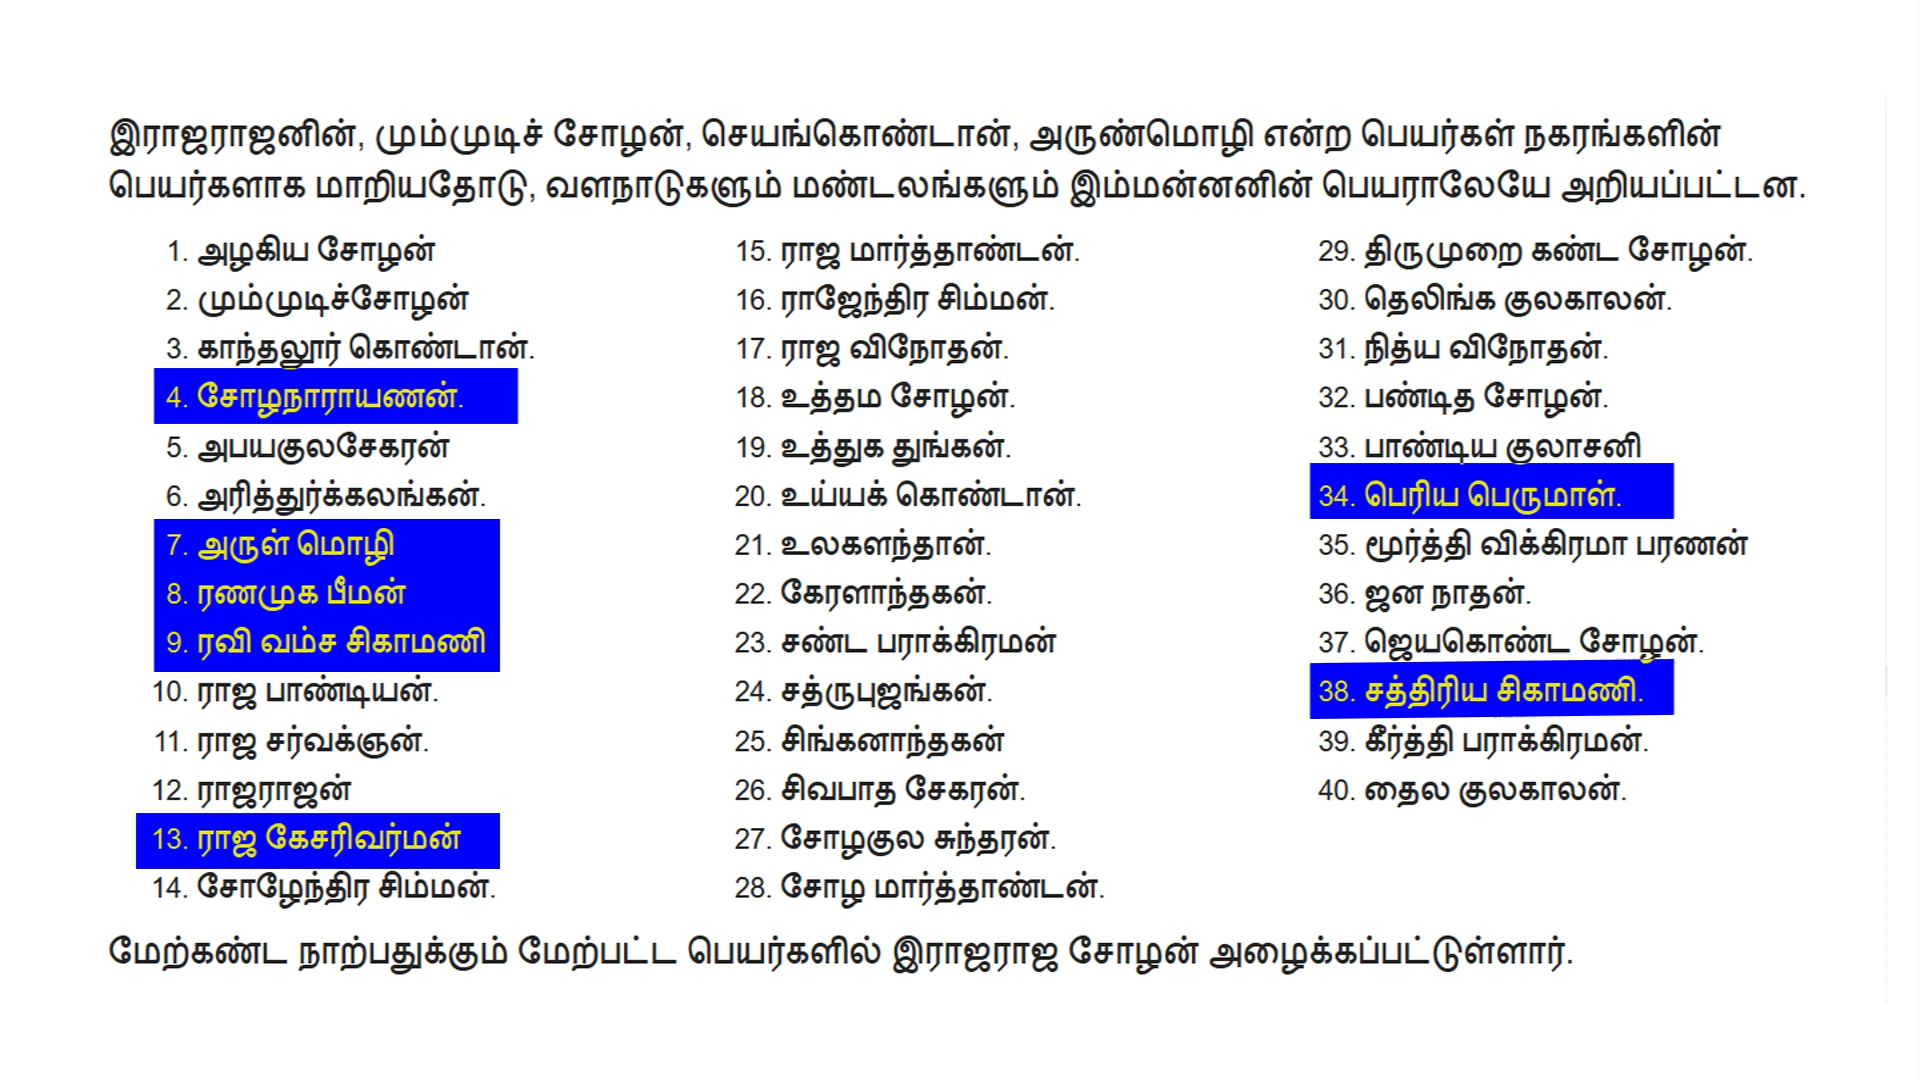 இராஜராஜனின், மும்முடிச் சோழன், செயங்கொண்டான், அருண்மொழி என்ற பெயர்கள் நகரங்களின்
பெயர்களாக மாறியதோடு, வளநாடுகளும் மண்டலங்களும் இம்மன்னனின் பெயராலேயே அறியப்பட்டன.
1. அழகிய சோழன்
2. மும்முடிச்சோழன்
3. காந்தலூர் கொண்டான்.
4. சோழநாராயணன்.
5. அபயகுலசேகரன்
6. அரித்துர்க்கலங்கன்.
7. அருள் மொழி
8. ரணமுக பீமன்
9. ரவி வம்ச சிகாமணி
10. ராஜ பாண்டியன்.
11. ராஜ சர்வக்ஞன்.
12. ராஜராஜன்
13. ராஜ கேசரிவர்மன்
14. சோழேந்திர சிம்மன்.
15. ராஜ மார்த்தாண்டன்.
16. ராஜேந்திர சிம்மன்.
17. ராஜ விநோதன்.
18. உத்தம சோழன்.
19. உத்துக துங்கன்.
20. உய்யக் கொண்டான்.
21. உலகளந்தான்.
22. கேரளாந்தகன்.
23. சண்ட பராக்கிரமன்
24. சத்ருபுஜங்கன்.
25. சிங்கனாந்தகன்
26. சிவபாத சேகரன்.
27. சோழகுல சுந்தரன்.
28. சோழ மார்த்தாண்டன்.
29. திருமுறை கண்ட சோழன்.
30. தெலிங்க குலகாலன்.
31. நித்ய விநோதன்.
32. பண்டித சோழன்.
33. பாண்டிய குலாசனி
34. பெரிய பெருமாள்.
35. மூர்த்தி விக்கிரமா பரணன்
36. ஜன நாதன்.
37. ஜெயகொண்ட சோழன்.
38. சத்திரிய சிகாமணி.
39. கீர்த்தி பராக்கிரமன்.
40. தைல குலகாலன்.
மேற்கண்ட நாற்பதுக்கும் மேற்பட்ட பெயர்களில் இராஜராஜ சோழன் அழைக்கப்பட்டுள்ளார்.